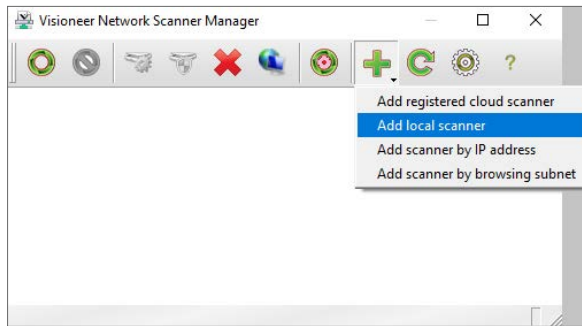 Visioneer Network Scanner Manager
?
Add registered cloud scanner
Add local scanner
Add scanner by IP address
Add scanner by browsing subnet